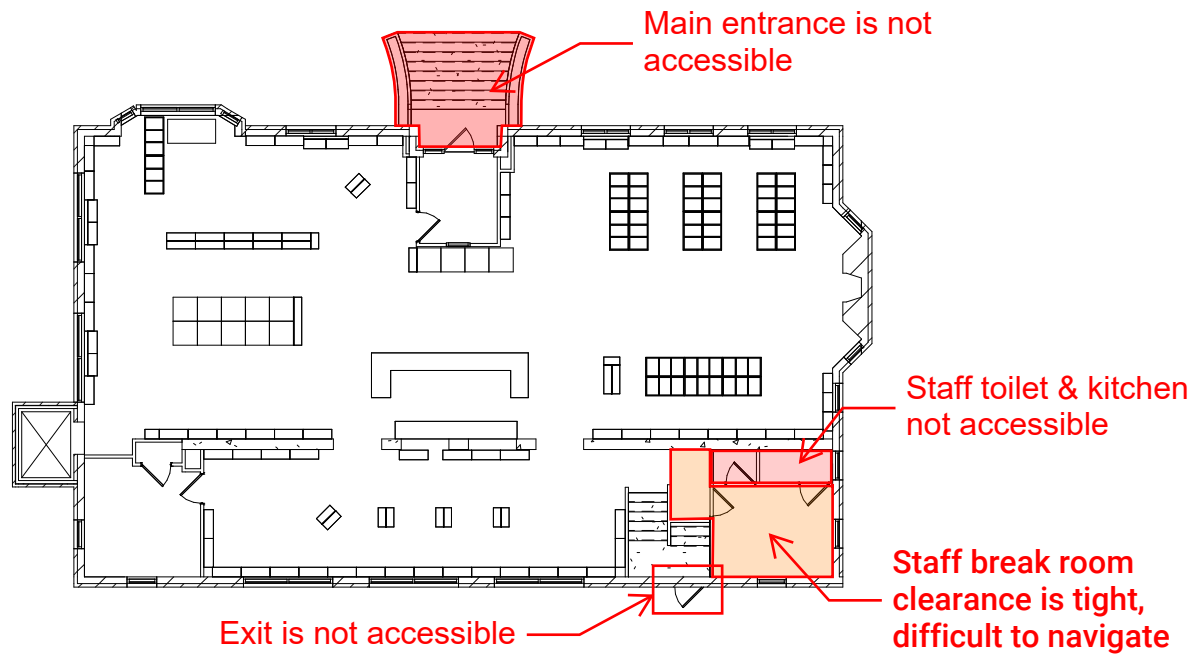 Main entrance is not
accessible
Staff toilet & kitchen
not accessible
Staff break room
clearance is tight,
difficult to navigate
Exit is not accessible